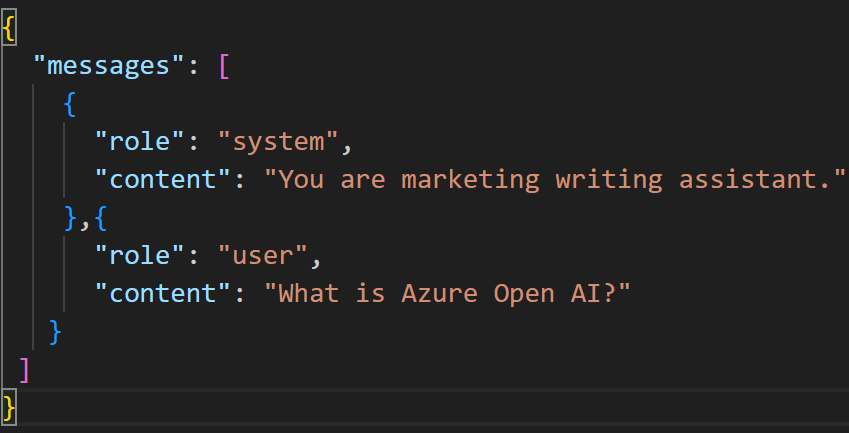 {
"messages": [
{
"role": "system",
"content": "You are marketing writing assistant."
},{
"role": "user",
"content": "What is Azure Open AI?"
}
]
}